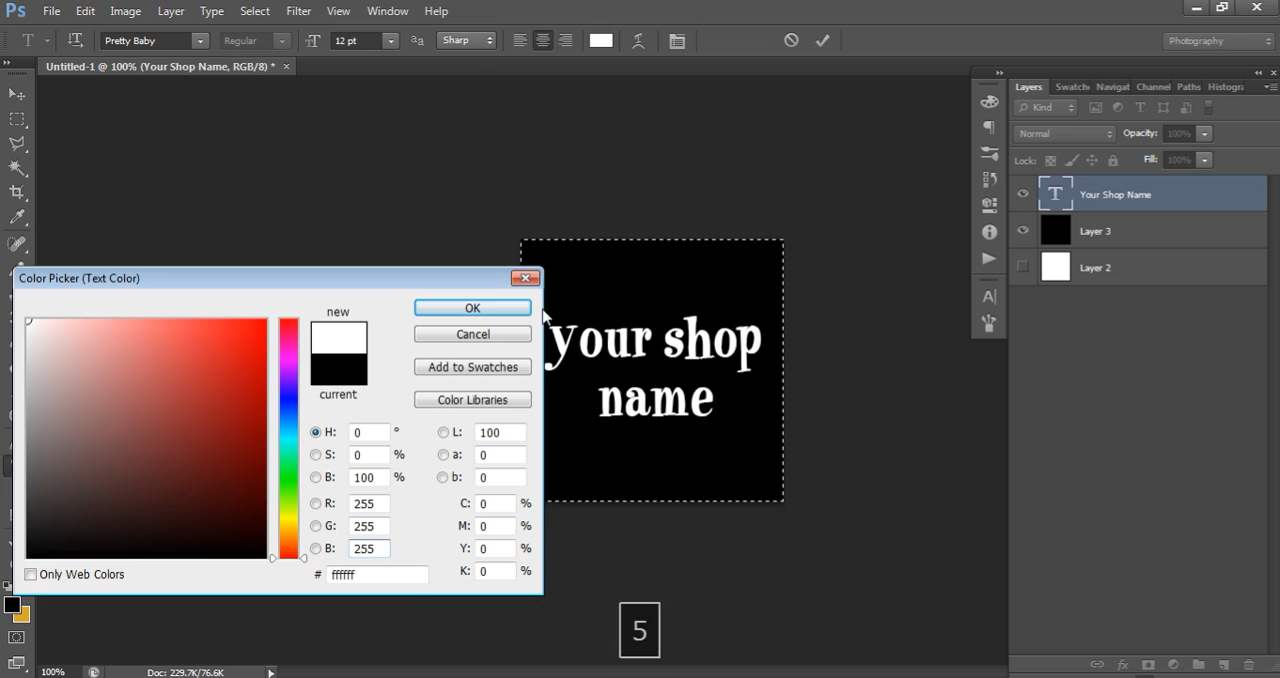 Ps File Edit Image Layer Type Select Filter View Window Help
T Pretty Baby Regular 12 pt aa Sharp Photography
Untitled-1 @ 100% (Your Shop Name, RGB/8) * ×
Layers Swatch Navigat Channel Paths Histogra
Kind
Normal Opacity: 100%
Lock: Fill: 100%
T Your Shop Name
Layer 3
Layer 2
Color Picker (Text Color)
new
current
OK
Cancel
Add to Swatches
Color Libraries
H: 0 ° L: 100
S: 0 % a: 0
B: 100 % b: 0
R: 255 C: 0 %
G: 255 M: 0 %
B: 255 Y: 0 %
# ffffff K: 0 %
Only Web Colors
your shop
name
5
100% Doc: 229.7K/76.6K